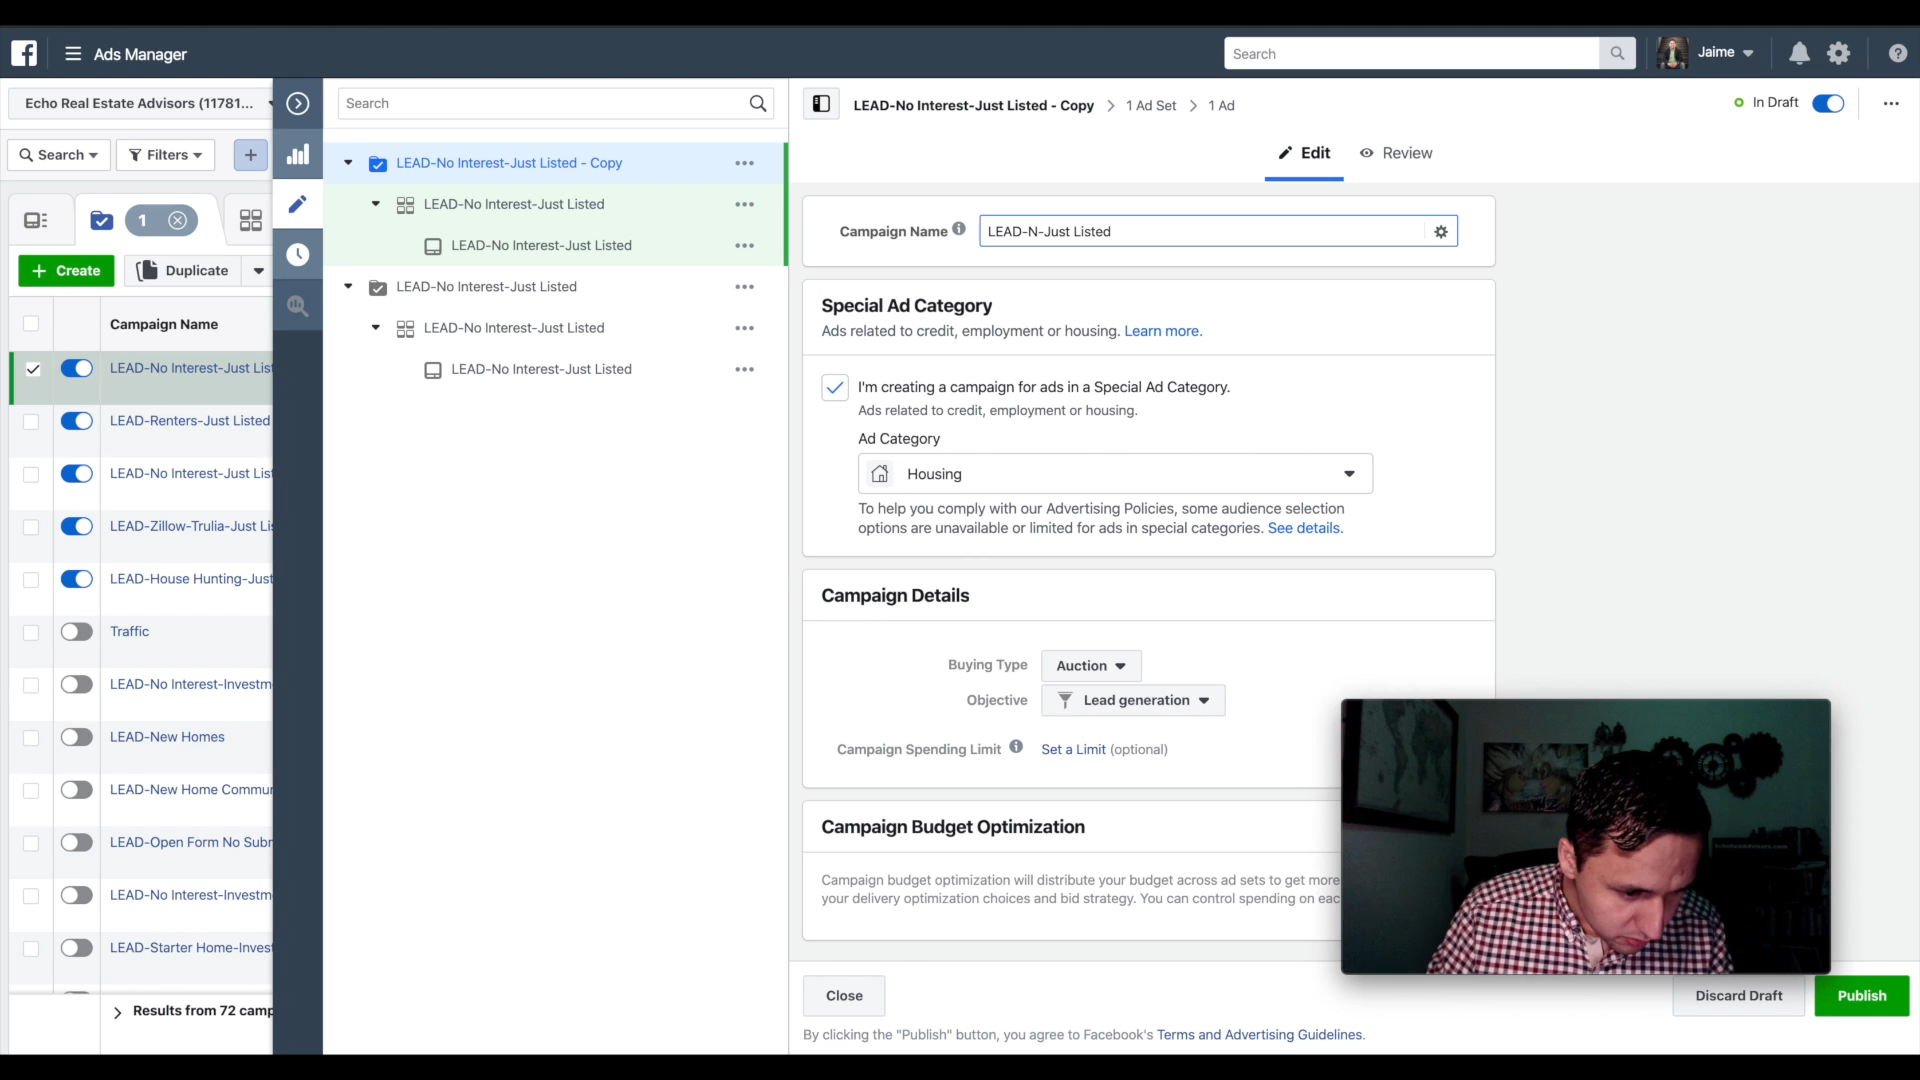 Ads Manager
Search
Jaime
Echo Real Estate Advisors (11781...
Search
LEAD-No Interest-Just Listed - Copy
1 Ad Set
1 Ad
In Draft
Search
Filters
Edit
Review
LEAD-No Interest-Just Listed - Copy
LEAD-No Interest-Just Listed
LEAD-No Interest-Just Listed
LEAD-No Interest-Just Listed
LEAD-No Interest-Just Listed
LEAD-No Interest-Just Listed
1
Create
Duplicate
Campaign Name
LEAD-No Interest-Just List
LEAD-Renters-Just Listed
LEAD-No Interest-Just List
LEAD-Zillow-Trulia-Just Lis
LEAD-House Hunting-Just
Traffic
LEAD-No Interest-Investm
LEAD-New Homes
LEAD-New Home Commun
LEAD-Open Form No Subm
LEAD-No Interest-Investm
LEAD-Starter Home-Invest
Results from 72 camp
Campaign Name
LEAD-N-Just Listed
Special Ad Category
Ads related to credit, employment or housing. Learn more.
I'm creating a campaign for ads in a Special Ad Category.
Ads related to credit, employment or housing.
Ad Category
Housing
To help you comply with our Advertising Policies, some audience selection
options are unavailable or limited for ads in special categories. See details.
Campaign Details
Buying Type
Auction
Objective
Lead generation
Campaign Spending Limit
Set a Limit (optional)
Campaign Budget Optimization
Campaign budget optimization will distribute your budget across ad sets to get more
your delivery optimization choices and bid strategy. You can control spending on eac
Close
Discard Draft
Publish
By clicking the "Publish" button, you agree to Facebook's Terms and Advertising Guidelines.